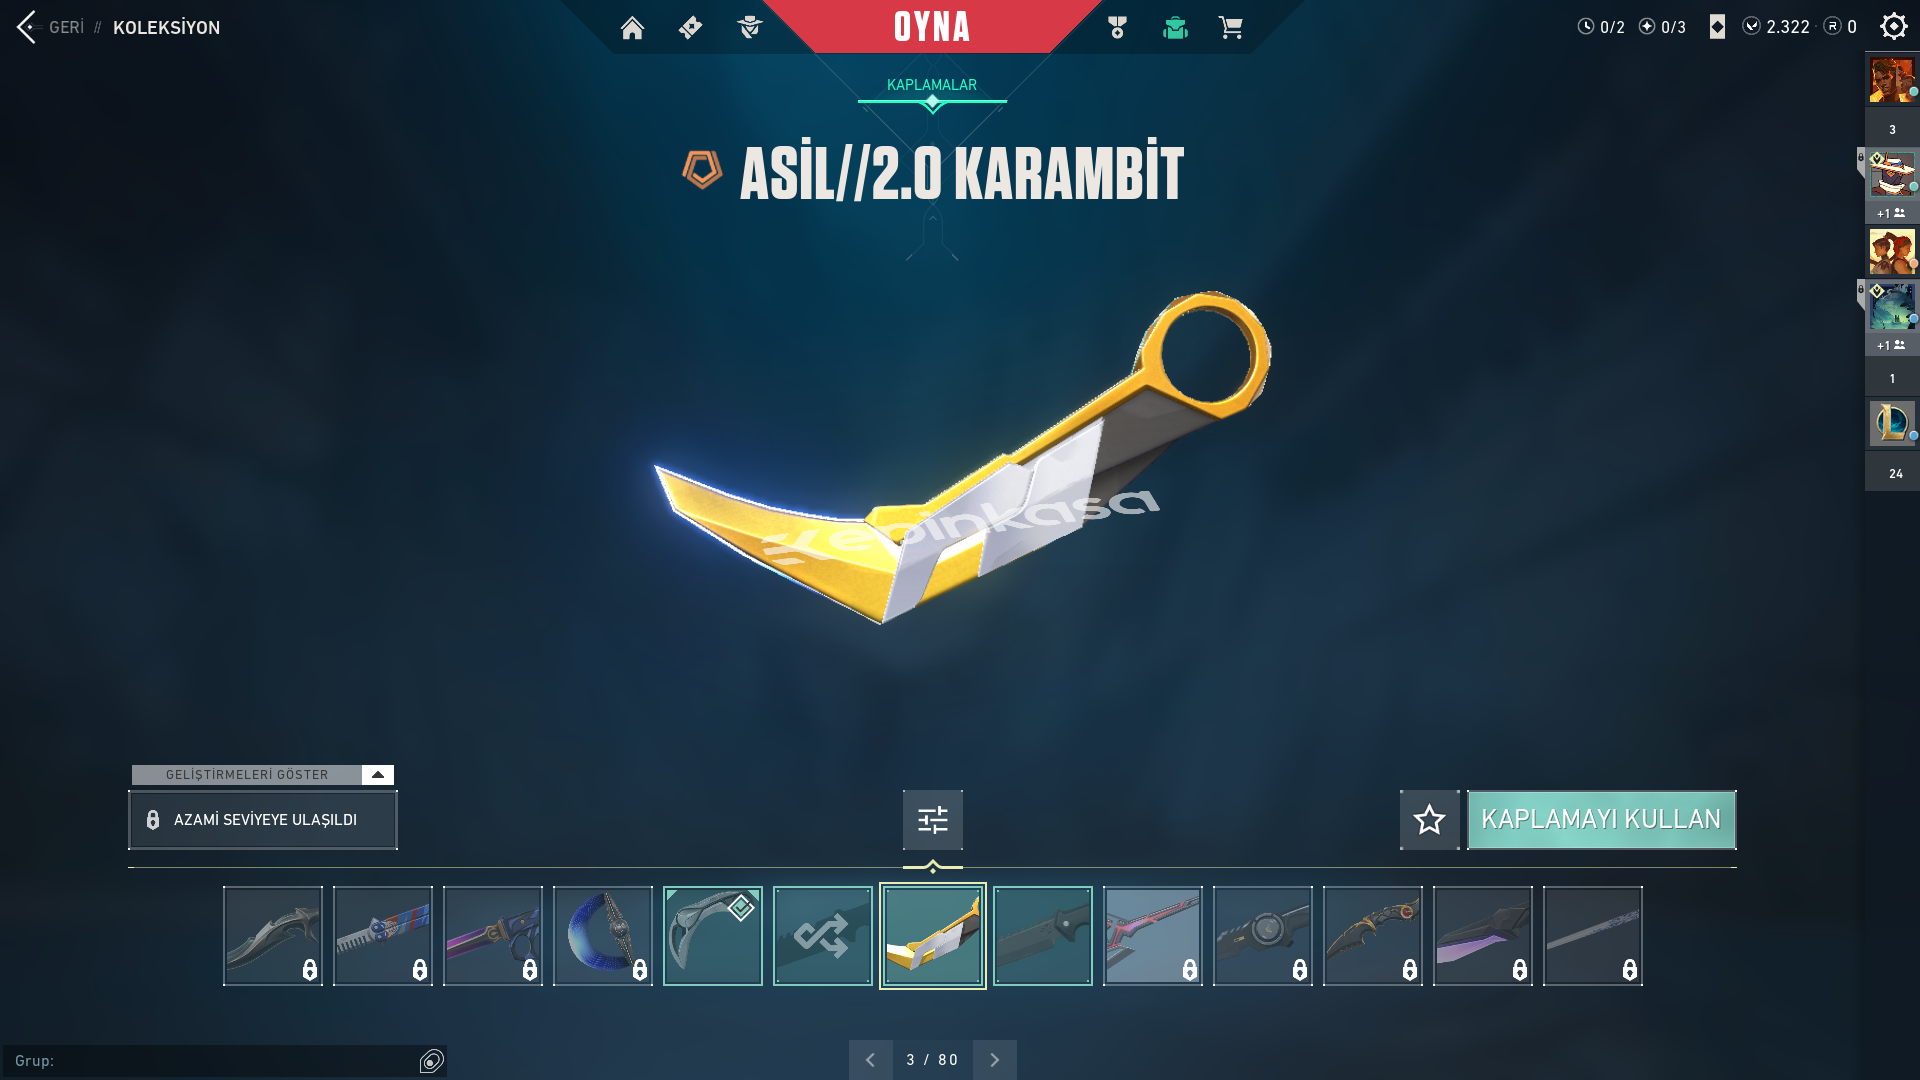 GERİ // KOLEKSİYON
OYNA
0/2
0/3
2.322
R 0
KAPLAMALAR
ASİL//2.0 KARAMBİT
3
+1
+1
1
24
epinkasa
GELİŞTİRMELERİ GÖSTER
AZAMİ SEVİYEYE ULAŞILDI
KAPLAMAYI KULLAN
Grup:
3 / 80